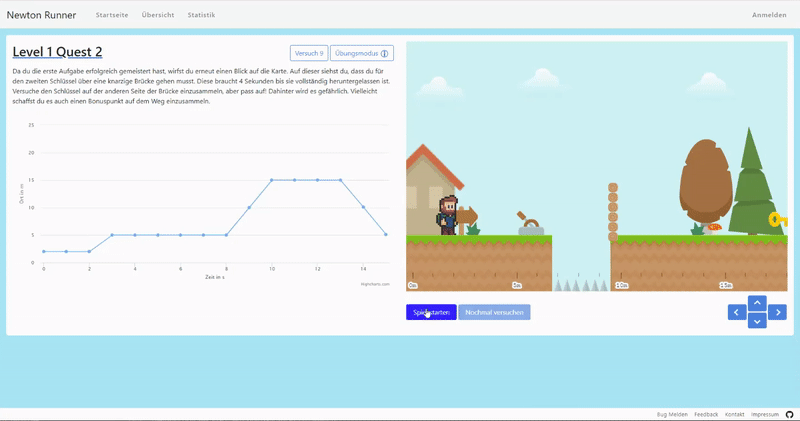 Newton Runner Startseite Übersicht Statistik Anmelden
Level 1 Quest 2
Versuch 9 Übungsmodus
Da du die erste Aufgabe erfolgreich gemeistert hast, wirfst du erneut einen Blick auf die Karte. Auf dieser siehst du, dass du für
den zweiten Schlüssel über eine knarzige Brücke gehen musst. Diese braucht 4 Sekunden bis sie vollständig heruntergelassen ist.
Versuche den Schlüssel auf der anderen Seite der Brücke einzusammeln, aber pass auf! Dahinter wird es gefährlich. Vielleicht
schaffst du es auch einen Bonuspunkt auf dem Weg einzusammeln.
25
20
15
10
5
0
Ort in m
0 2 4 6 8 10 12 14
Zeit in s
Highcharts.com
0m 5m 10m 15m
Spiel starten Nochmal versuchen
Bug Melden Feedback Kontakt Impressum